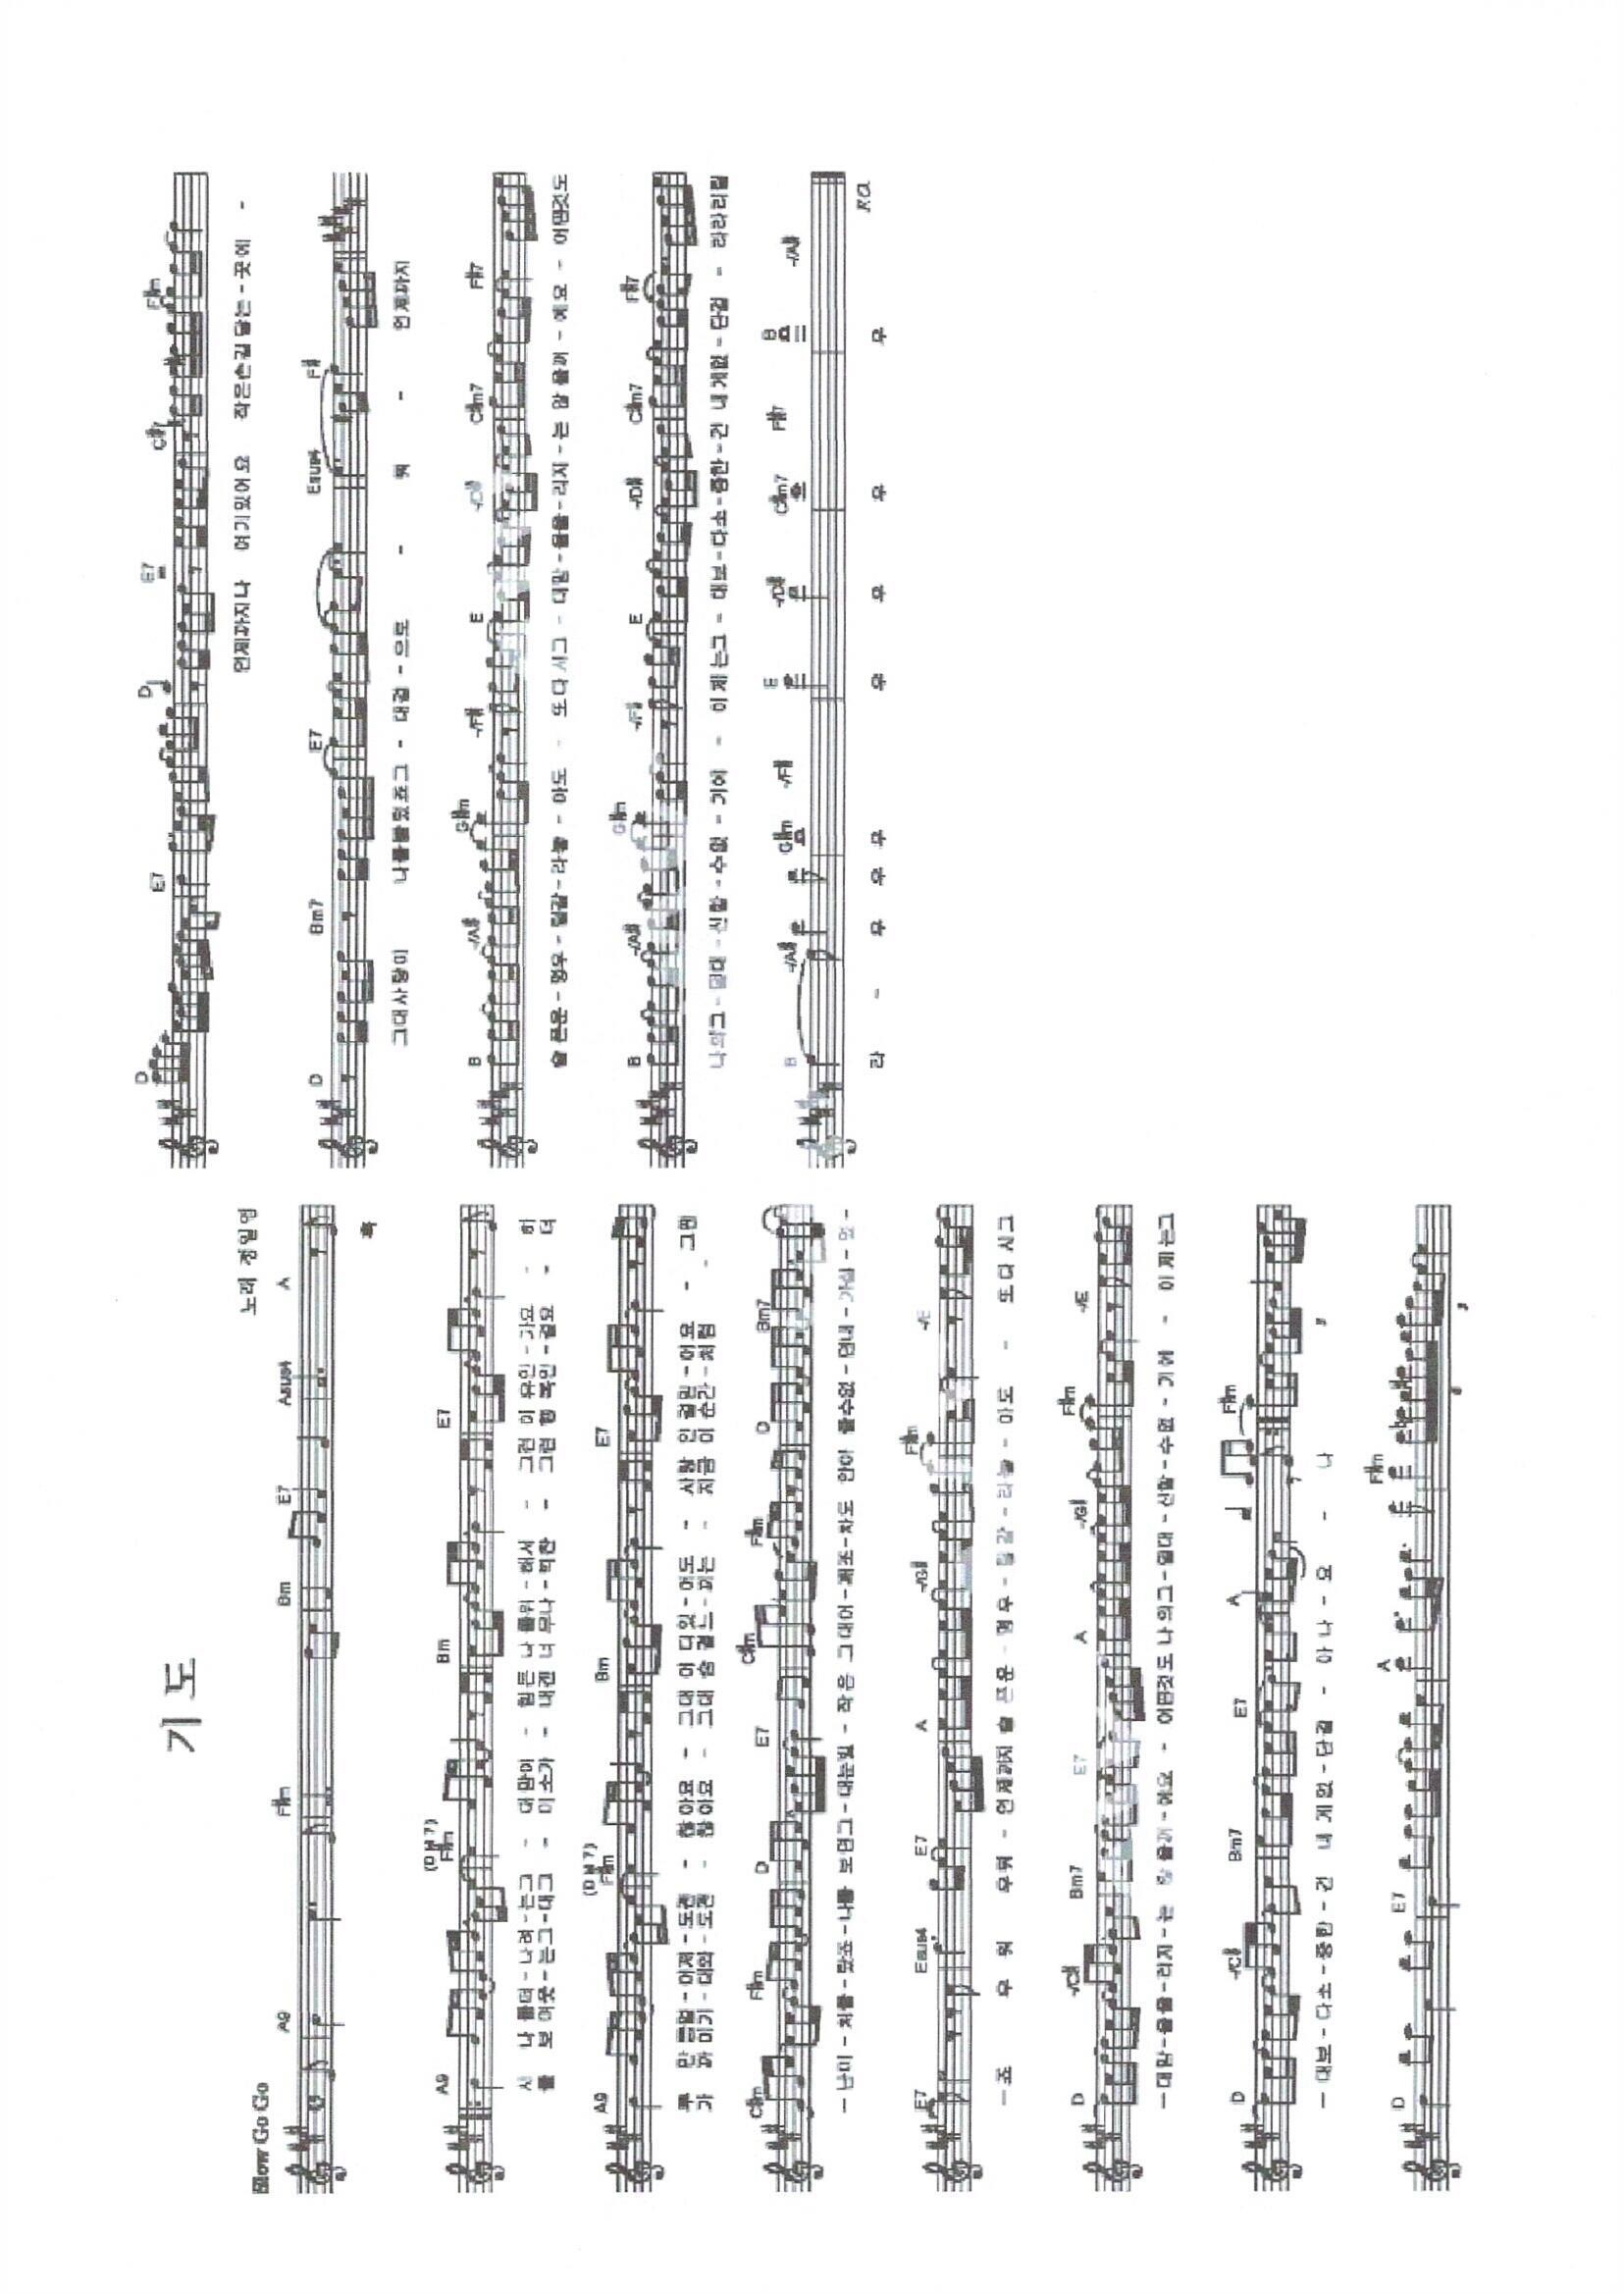 기 도
노래 정일영
Slow Go Go
A9 F#m Bm E7 Asus4 A
혹
A9 (D#7) F#m Bm E7
시 나 를떠-나려-는그 - 대맘이 - 힘든 나를위-해서 - 그런 이유인-가요 - 히
를 보여웃-는그-대그 - 미소가 - 내겐 너무나-벅찬 - 그런 행복인-걸요 - 더
A9 (D#7) F#m Bm E7
만큼멀-어져-도괜 - 찮아요 - 그대 어디있-어도 - 사랑 인걸믿-어요 - 그땐
가 까이기-대와-도괜 - 찮아요 - 그대 숨결느-끼는 - 지금 이순간-처럼 -
C#m F#m D E7 C#m F#m D Bm7
-난미-처몰-랐죠-나를 보던그-대눈빛-작은 그대어-깨조-차도 안아 줄수없-던내-가슬-었-
E7 Esus4 E7 A -/G# F#m -/E
-죠 우 워 우워 - 언제까지 슬 픈운-명우-릴갈-라놓-아도 - 또다시그
D -/C# Bm7 E7 A -/G# F#m -/E
-대맘-을울-리지-는 않을꺼-에요 - 어떤것도 나의그-댈대-신할-수없-기에 - 이제는그
D -/C# Bm7 E7 A F#m
-대보-다소-중한-건 내게없-단걸 - 아나-요 - 나
D E7 A F#m
D E7 D E7 C#7 F#m
언제까지나 여기있어요 작은손길닿는-곳에 -
D Bm7 E7 Esus4 F#
그대사랑이 나를불렀죠그 - 대곁-으로 - 워 - 언제까지
B -/A# G#m -/F# E -/D# C#m7 F#7
슬픈운-명우-릴갈-라놓-아도 - 또다시그-대맘-을울-리지-는 않을꺼-에요 - 어떤것도
B -/A# G#m -/F# E -/D# C#m7 F#7
나의그-댈대-신할-수없-기에 - 이제는그-대보-다소-중한-건 내게없-단걸 - 라라리랄
B -/A# G#m -/F# E -/D# C#m7 F#7 B -/A#
F.O.
라 - 우 우 우 우 우 우 우